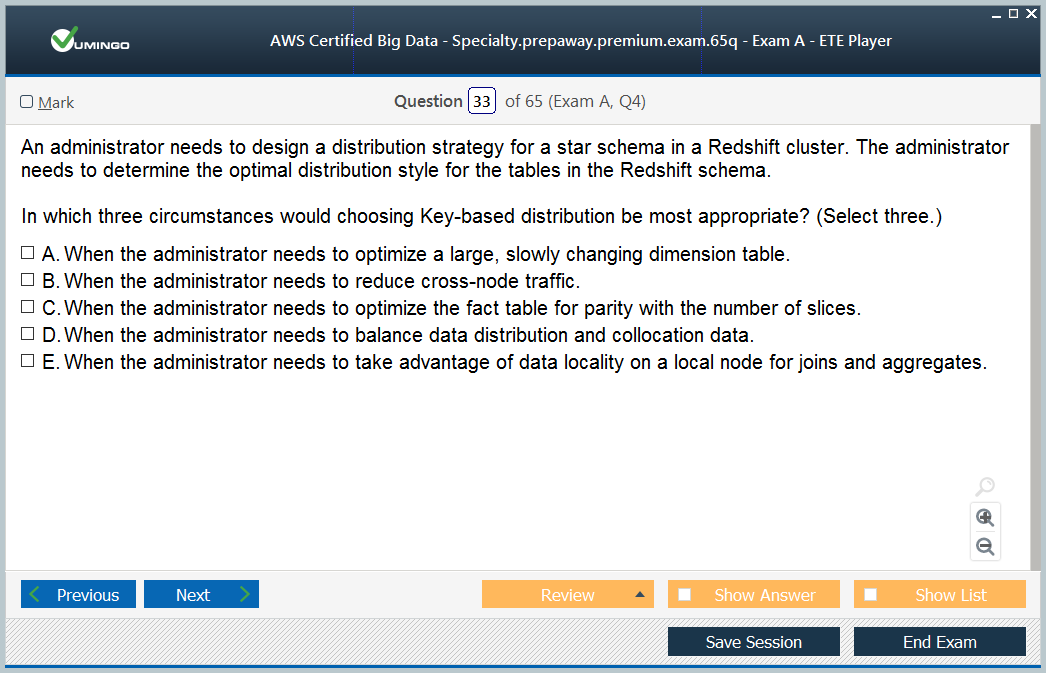 VUMINGO
AWS Certified Big Data - Specialty.prepaway.premium.exam.65q - Exam A - ETE Player
Mark
Question 33 of 65 (Exam A, Q4)
An administrator needs to design a distribution strategy for a star schema in a Redshift cluster. The administrator
needs to determine the optimal distribution style for the tables in the Redshift schema.
In which three circumstances would choosing Key-based distribution be most appropriate? (Select three.)
A. When the administrator needs to optimize a large, slowly changing dimension table.
B. When the administrator needs to reduce cross-node traffic.
C. When the administrator needs to optimize the fact table for parity with the number of slices.
D. When the administrator needs to balance data distribution and collocation data.
E. When the administrator needs to take advantage of data locality on a local node for joins and aggregates.
Previous
Next
Review
Show Answer
Show List
Save Session
End Exam